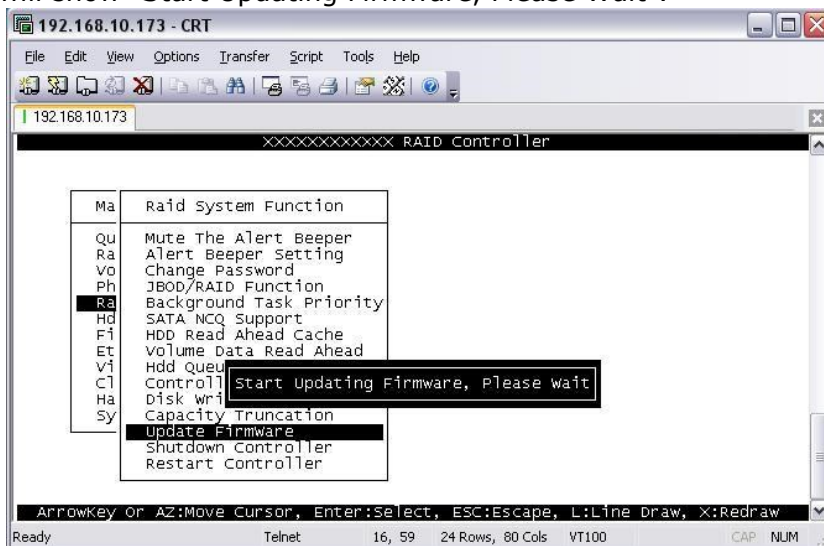 will show "Start Updating Firmware, Please Wait".
192.168.10.173 - CRT
File Edit View Options Transfer Script Tools Help
192.168.10.173
XXXXXXXXXXXX RAID Controller
Ma
Raid System Function
Qu
Mute The Alert Beeper
Ra
Alert Beeper Setting
Vo
Change Password
Ph
JBOD/RAID Function
Ra
Background Task Priority
Hd
SATA NCQ Support
Fi
HDD Read Ahead Cache
Et
Volume Data Read Ahead
Vi
Hdd Queu
Cl
Controll
Start Updating Firmware, Please Wait
Ha
Disk Wri
Sy
Capacity Truncation
Update FirmWare
Shutdown Controller
Restart Controller
ArrowKey Or AZ:Move Cursor, Enter:Select, ESC:Escape, L:Line Draw, X:Redraw
Ready Telnet 16, 59 24 Rows, 80 Cols VT100 CAP NUM